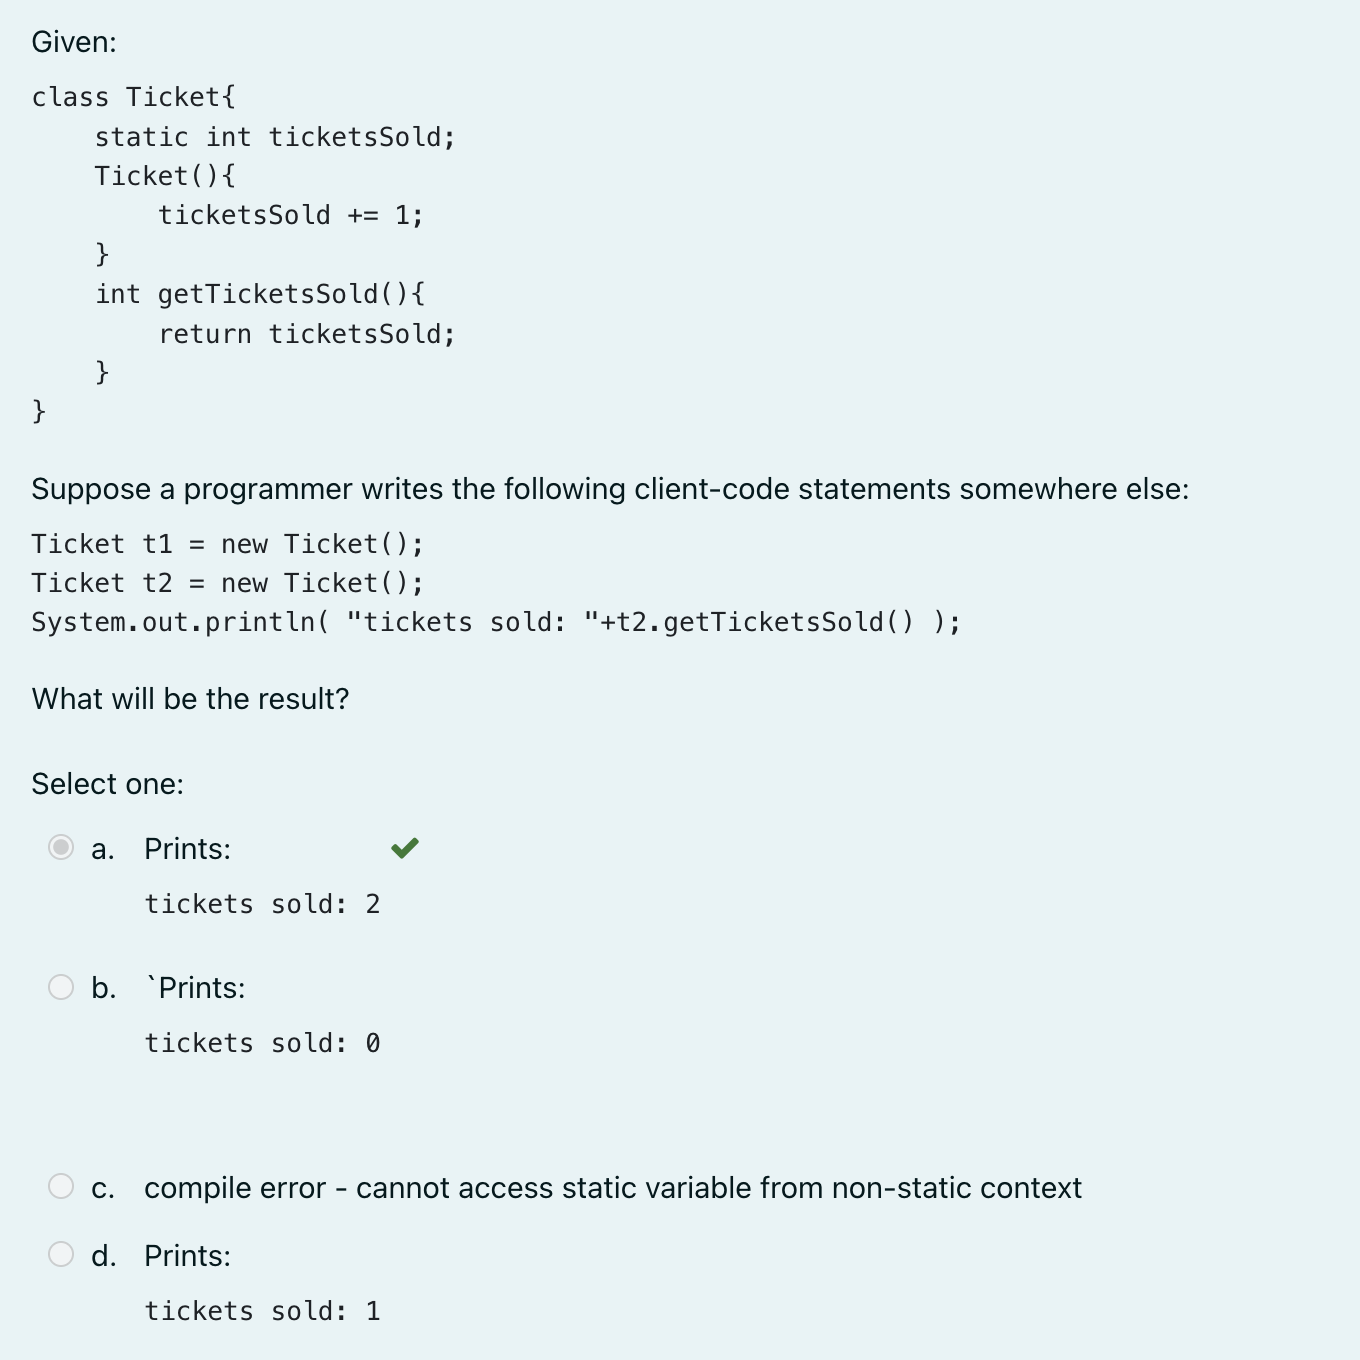 Given:
class Ticket{
    static int ticketsSold;
    Ticket(){
        ticketsSold += 1;
    }
    int getTicketsSold(){
        return ticketsSold;
    }
}
Suppose a programmer writes the following client-code statements somewhere else:
Ticket t1 = new Ticket();
Ticket t2 = new Ticket();
System.out.println( "tickets sold: "+t2.getTicketsSold() );
What will be the result?
Select one:
a. Prints:
tickets sold: 2
b. `Prints:
tickets sold: 0
c. compile error - cannot access static variable from non-static context
d. Prints:
tickets sold: 1